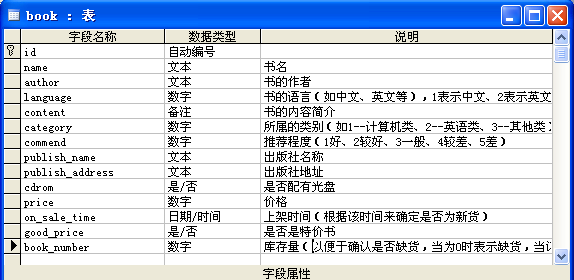 book : 表
字段名称 数据类型 说明
id 自动编号
name 文本 书名
author 文本 书的作者
language 数字 书的语言(如中文、英文等),1表示中文、2表示英文
content 备注 书的内容简介
category 数字 所属的类别(如1--计算机类、2--英语类、3--其他类)
commend 数字 推荐程度(1好、2较好、3一般、4较差、5差)
publish_name 文本 出版社名称
publish_address 文本 出版社地址
cdrom 是/否 是否配有光盘
price 数字 价格
on_sale_time 日期/时间 上架时间(根据该时间来确定是否为新货)
good_price 是/否 是否是特价书
book_number 数字 库存量(以便于确认是否缺货,当为0时表示缺货,当
字段属性